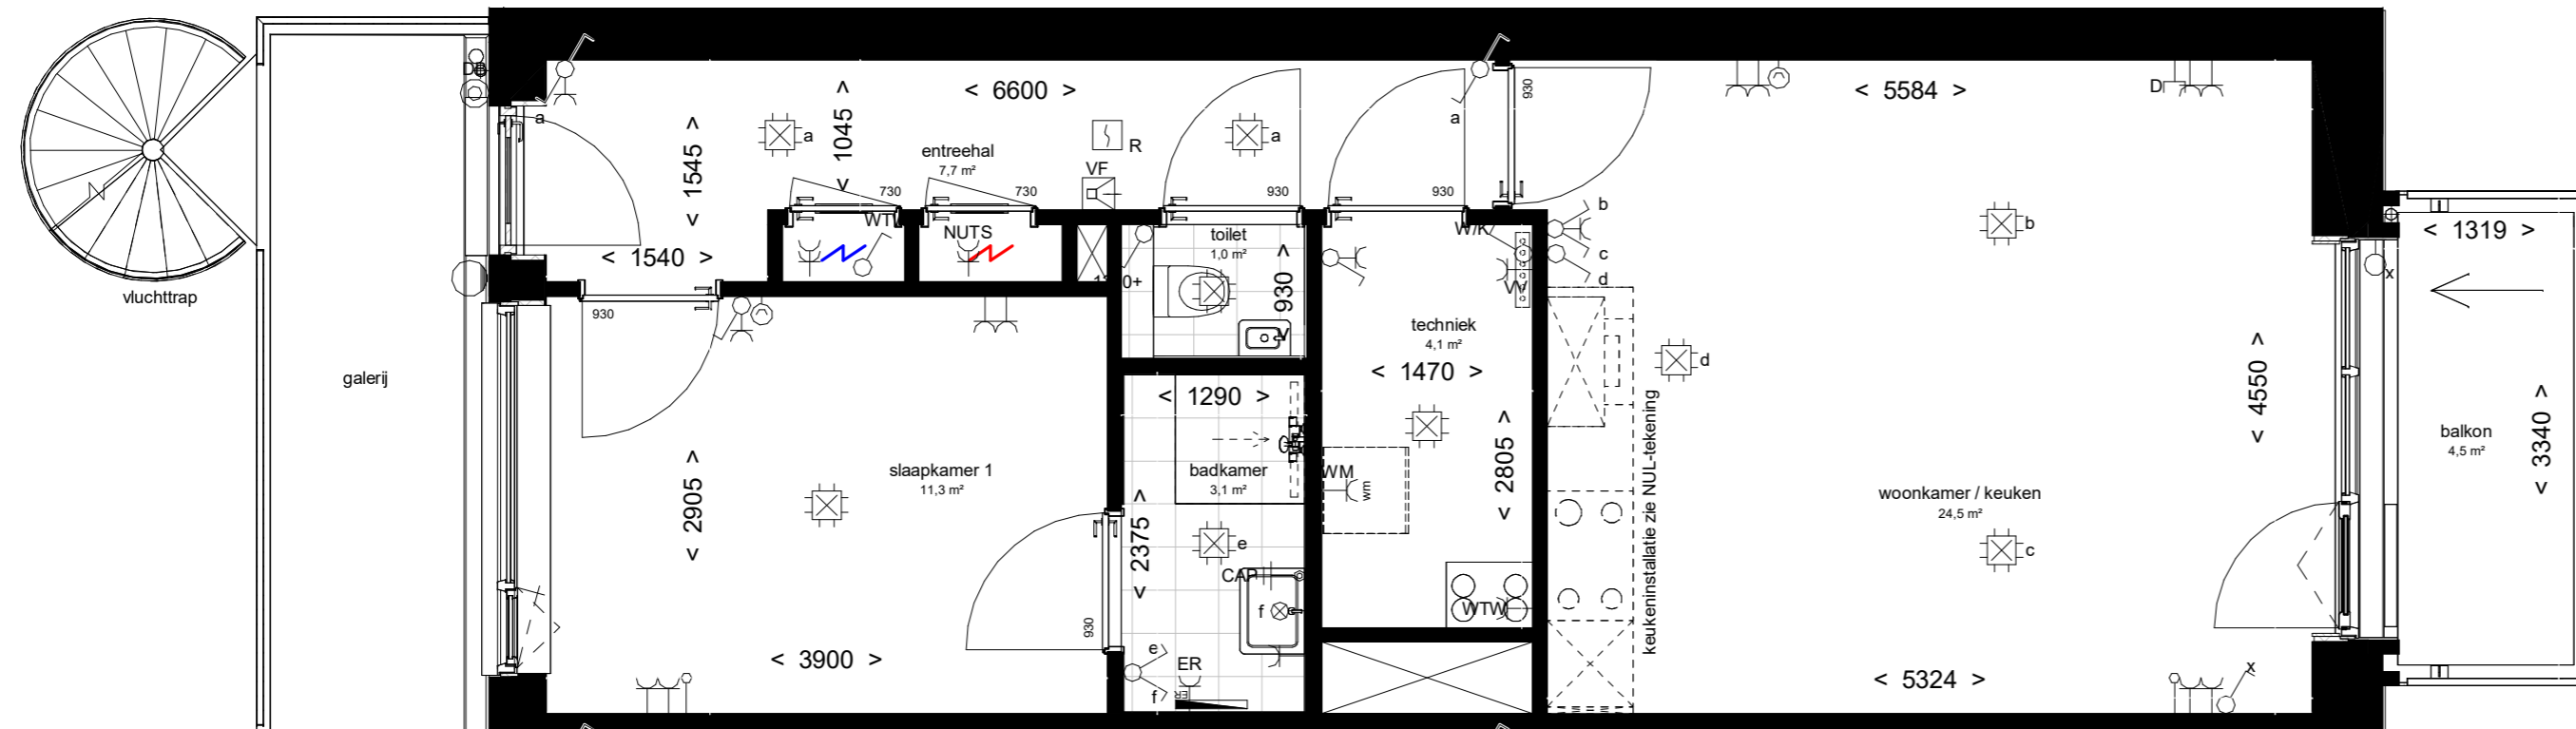 vluchttrap
galerij
a
< 1545 >
< 1540 >
a
< 1045 >
730
WTW
< 6600 >
entreehal
7,7 m²
730
NUTS
R
VF
a
930
930
a
930
toilet
1,0 m²
< 930 >
W/K/
b
c
d
930
slaapkamer 1
11,3 m²
< 2905 >
< 3900 >
930
< 1290 >
badkamer
3,1 m²
< 2375 >
e
CAP
f
e
f
ER
ER
techniek
4,1 m²
< 1470 >
< 2805 >
WM
wm
WTW
keukeninstallatie zie NUL-tekening
d
< 5584 >
D
b
woonkamer / keuken
24,5 m²
c
< 4550 >
< 5324 >
x
x
< 1319 >
balkon
4,5 m²
< 3340 >